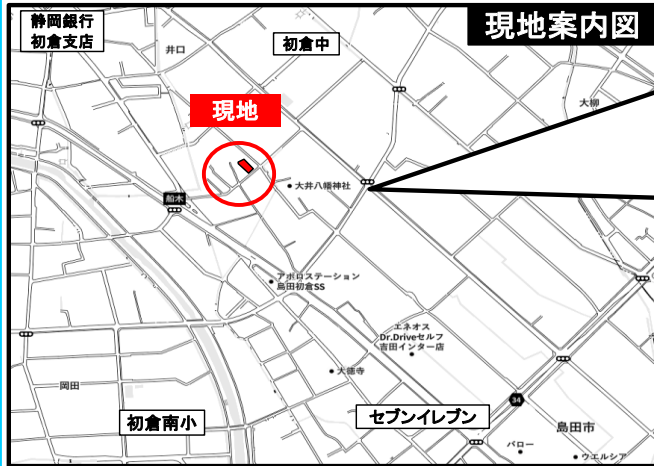 静岡銀行
初倉支店
井口
初倉中
現地案内図
現地
大柳
大井八幡神社
船木
アポロステーション
島田初倉SS
エネオス
Dr.Driveセルフ
吉田インター店
大徳寺
岡田
初倉南小
セブンイレブン
34
島田市
バロー
ウエルシア